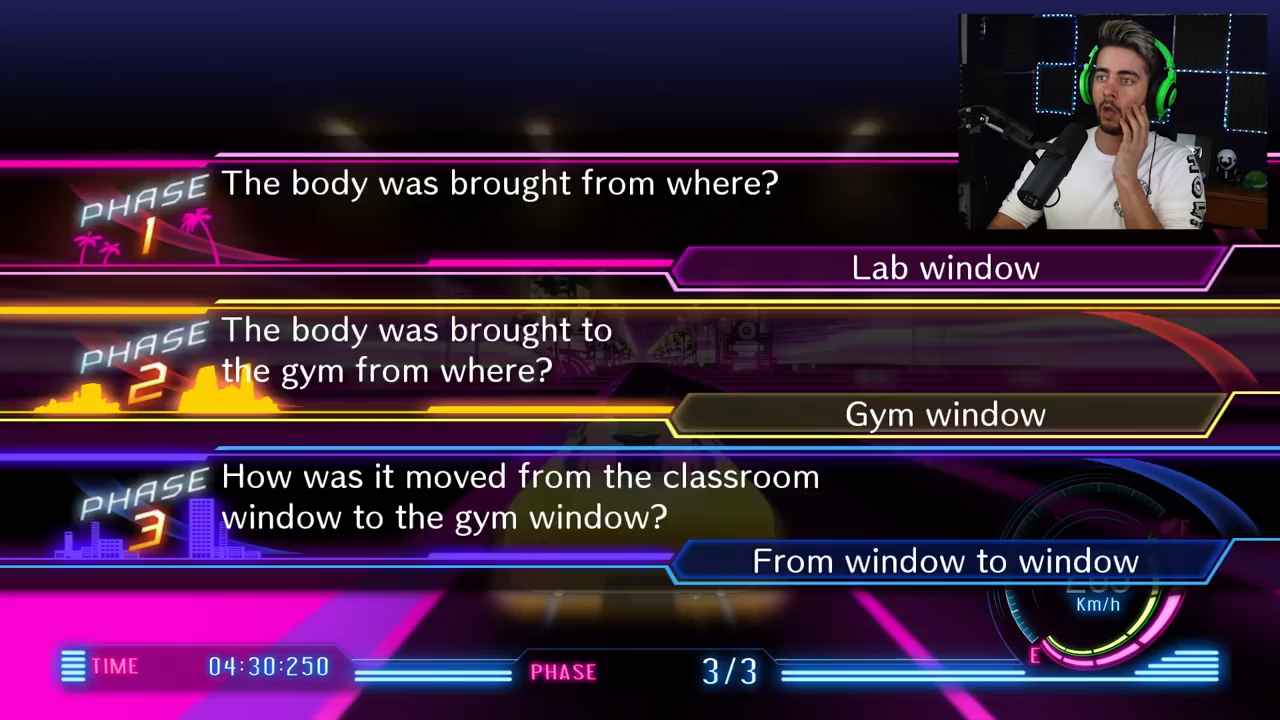 PHASE 1
The body was brought from where?
Lab window
PHASE 2
The body was brought to
the gym from where?
Gym window
PHASE 3
How was it moved from the classroom
window to the gym window?
From window to window
Km/h
F
E
TIME 04:30:250
PHASE 3/3